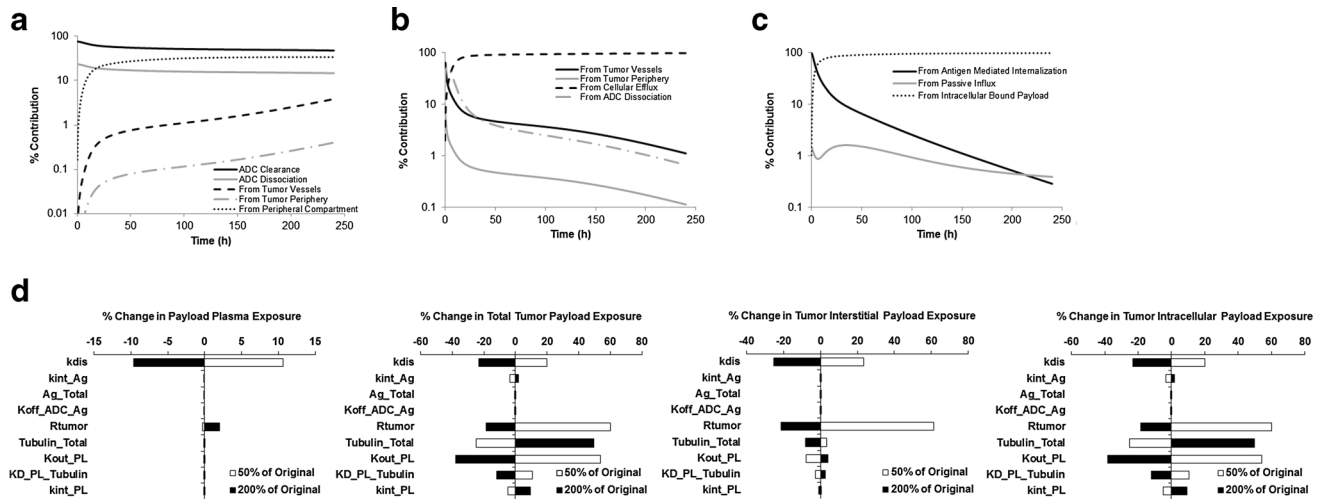 a
100
10
1
0.1
0.01
% Contribution
ADC Clearance
ADC Dissociation
From Tumor Vessels
From Tumor Periphery
From Peripheral Compartment
0 50 100 150 200 250
Time (h)
b
100
10
1
0.1
% Contribution
From Tumor Vessels
From Tumor Periphery
From Cellular Efflux
From ADC Dissociation
0 50 100 150 200 250
Time (h)
c
100
10
1
0.1
% Contribution
From Antigen Mediated Internalization
From Passive Influx
From Intracellular Bound Payload
0 50 100 150 200 250
Time (h)
d
% Change in Payload Plasma Exposure
-15 -10 -5 0 5 10 15
kdis
kint_Ag
Ag_Total
Koff_ADC_Ag
Rtumor
Tubulin_Total
Kout_PL
KD_PL_Tubulin
kint_PL
50% of Original
200% of Original
% Change in Total Tumor Payload Exposure
-60 -40 -20 0 20 40 60 80
kdis
kint_Ag
Ag_Total
Koff_ADC_Ag
Rtumor
Tubulin_Total
Kout_PL
KD_PL_Tubulin
kint_PL
50% of Original
200% of Original
% Change in Tumor Interstitial Payload Exposure
-40 -20 0 20 40 60 80
kdis
kint_Ag
Ag_Total
Koff_ADC_Ag
Rtumor
Tubulin_Total
Kout_PL
KD_PL_Tubulin
kint_PL
50% of Original
200% of Original
% Change in Tumor Intracellular Payload Exposure
-60 -40 -20 0 20 40 60 80
kdis
kint_Ag
Ag_Total
Koff_ADC_Ag
Rtumor
Tubulin_Total
Kout_PL
KD_PL_Tubulin
kint_PL
50% of Original
200% of Original